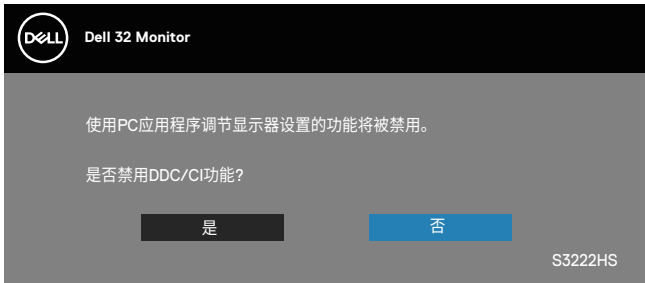 DELL
Dell 32 Monitor
使用PC应用程序调节显示器设置的功能将被禁用。
是否禁用DDC/CI功能?
是
否
S3222HS